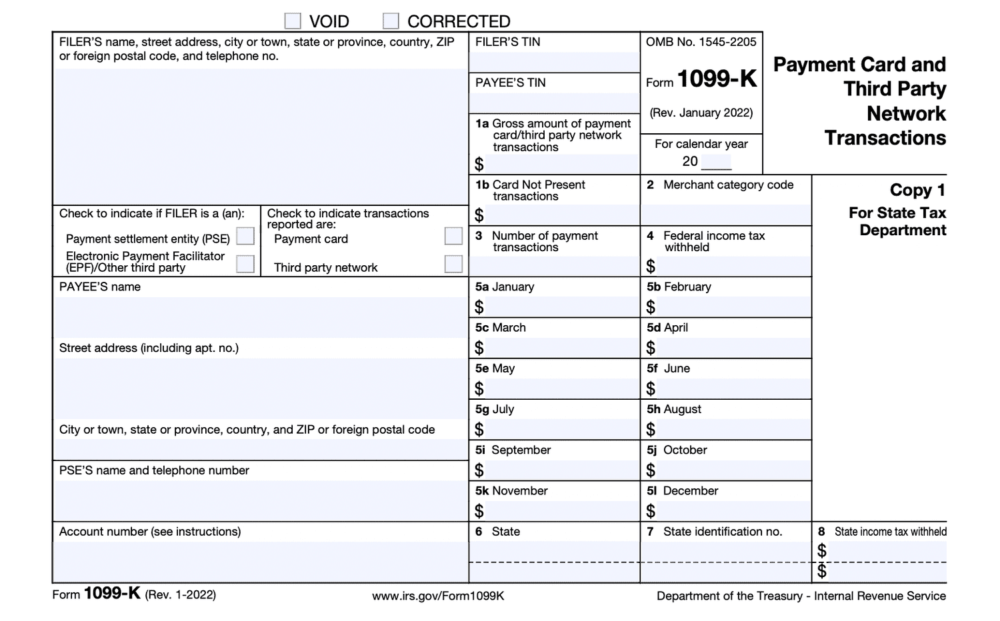 VOID CORRECTED
FILER'S name, street address, city or town, state or province, country, ZIP
or foreign postal code, and telephone no.
FILER'S TIN
PAYEE'S TIN
1a Gross amount of payment
card/third party network
transactions
$
OMB No. 1545-2205
Form 1099-K
(Rev. January 2022)
For calendar year
20 ____
Payment Card and
Third Party
Network
Transactions
1b Card Not Present
transactions
$
2 Merchant category code
Copy 1
For State Tax
Department
Check to indicate if FILER is a (an):
Payment settlement entity (PSE)
Electronic Payment Facilitator
(EPF)/Other third party
Check to indicate transactions
reported are:
Payment card
Third party network
3 Number of payment
transactions
4 Federal income tax
withheld
$
PAYEE'S name
Street address (including apt. no.)
City or town, state or province, country, and ZIP or foreign postal code
PSE'S name and telephone number
5a January
$
5b February
$
5c March
$
5d April
$
5e May
$
5f June
$
5g July
$
5h August
$
5i September
$
5j October
$
5k November
$
5l December
$
Account number (see instructions)
6 State
7 State identification no.
8 State income tax withheld
$
$
Form 1099-K (Rev. 1-2022)
www.irs.gov/Form1099K
Department of the Treasury - Internal Revenue Service